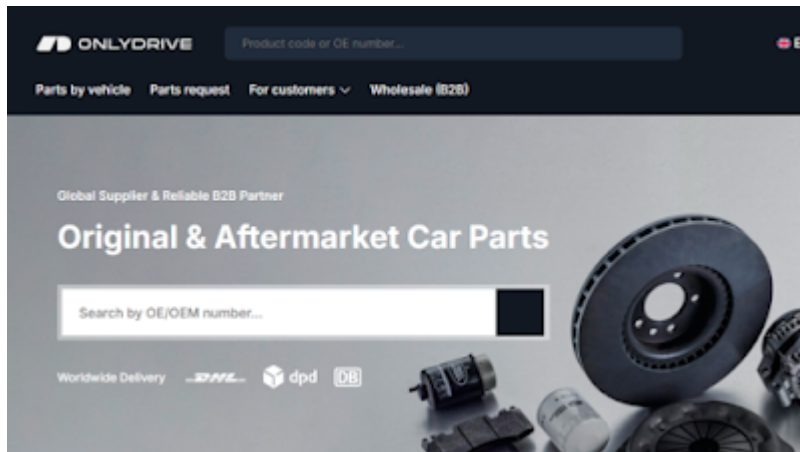 ONLYDRIVE
Product code or OE number...
Parts by vehicle Parts request For customers Wholesale (B2B)
Global Supplier & Reliable B2B Partner
Original & Aftermarket Car Parts
Search by OE/OEM number...
Worldwide Delivery DHL dpd DB